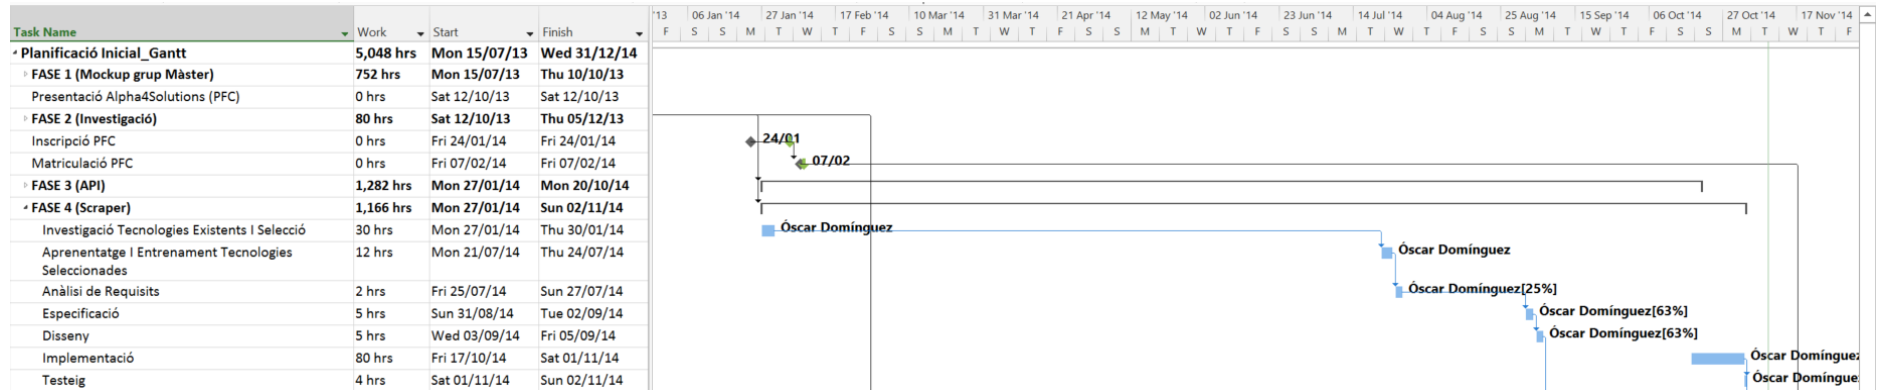 '13 06 Jan '14 27 Jan '14 17 Feb '14 10 Mar '14 31 Mar '14 21 Apr '14 12 May '14 02 Jun '14 23 Jun '14 14 Jul '14 04 Aug '14 25 Aug '14 15 Sep '14 06 Oct '14 27 Oct '14 17 Nov '14
Task Name Work Start Finish F S S M T W T F S S M T W T F S S M T W T F S S M T W T F S S M T W T F S S M T W T F
Planificació Inicial_Gantt 5,048 hrs Mon 15/07/13 Wed 31/12/14
FASE 1 (Mockup grup Màster) 752 hrs Mon 15/07/13 Thu 10/10/13
Presentació Alpha4Solutions (PFC) 0 hrs Sat 12/10/13 Sat 12/10/13
FASE 2 (Investigació) 80 hrs Sat 12/10/13 Thu 05/12/13
Inscripció PFC 0 hrs Fri 24/01/14 Fri 24/01/14 24/01
Matriculació PFC 0 hrs Fri 07/02/14 Fri 07/02/14 07/02
FASE 3 (API) 1,282 hrs Mon 27/01/14 Mon 20/10/14
FASE 4 (Scraper) 1,166 hrs Mon 27/01/14 Sun 02/11/14
Investigació Tecnologies Existents I Selecció 30 hrs Mon 27/01/14 Thu 30/01/14 Óscar Domínguez
Aprenentatge I Entrenament Tecnologies 12 hrs Mon 21/07/14 Thu 24/07/14 Óscar Domínguez
Seleccionades
Anàlisi de Requisits 2 hrs Fri 25/07/14 Sun 27/07/14 Óscar Domínguez[25%]
Especificació 5 hrs Sun 31/08/14 Tue 02/09/14 Óscar Domínguez[63%]
Disseny 5 hrs Wed 03/09/14 Fri 05/09/14 Óscar Domínguez[63%]
Implementació 80 hrs Fri 17/10/14 Sat 01/11/14 Óscar Domínguez
Testeig 4 hrs Sat 01/11/14 Sun 02/11/14 Óscar Domíngue